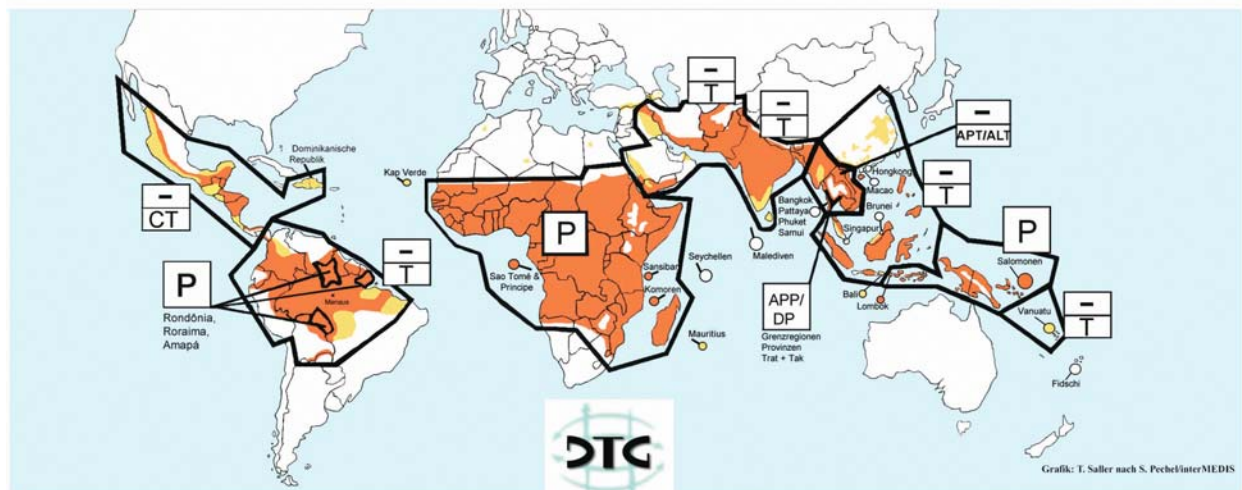 Dominikanische
Republik
–
CT
P
Rondônia,
Roraima,
Amapá
–
T
Manaus
Kap Verde
P
Sao Tomé &
Principe
Sansibar
Komoren
Mauritius
Seychellen
Malediven
–
T
–
T
–
APT/ALT
–
T
Hongkong
Macao
Brunei
Singapur
Bangkok
Pattaya
Phuket
Samui
APP/
DP
Grenzregionen
Provinzen
Trat + Tak
Bali
Lombok
P
Salomonen
Vanuatu
–
T
Fidschi
DTG
Grafik: T. Saller nach S. Pechel/interMEDIS